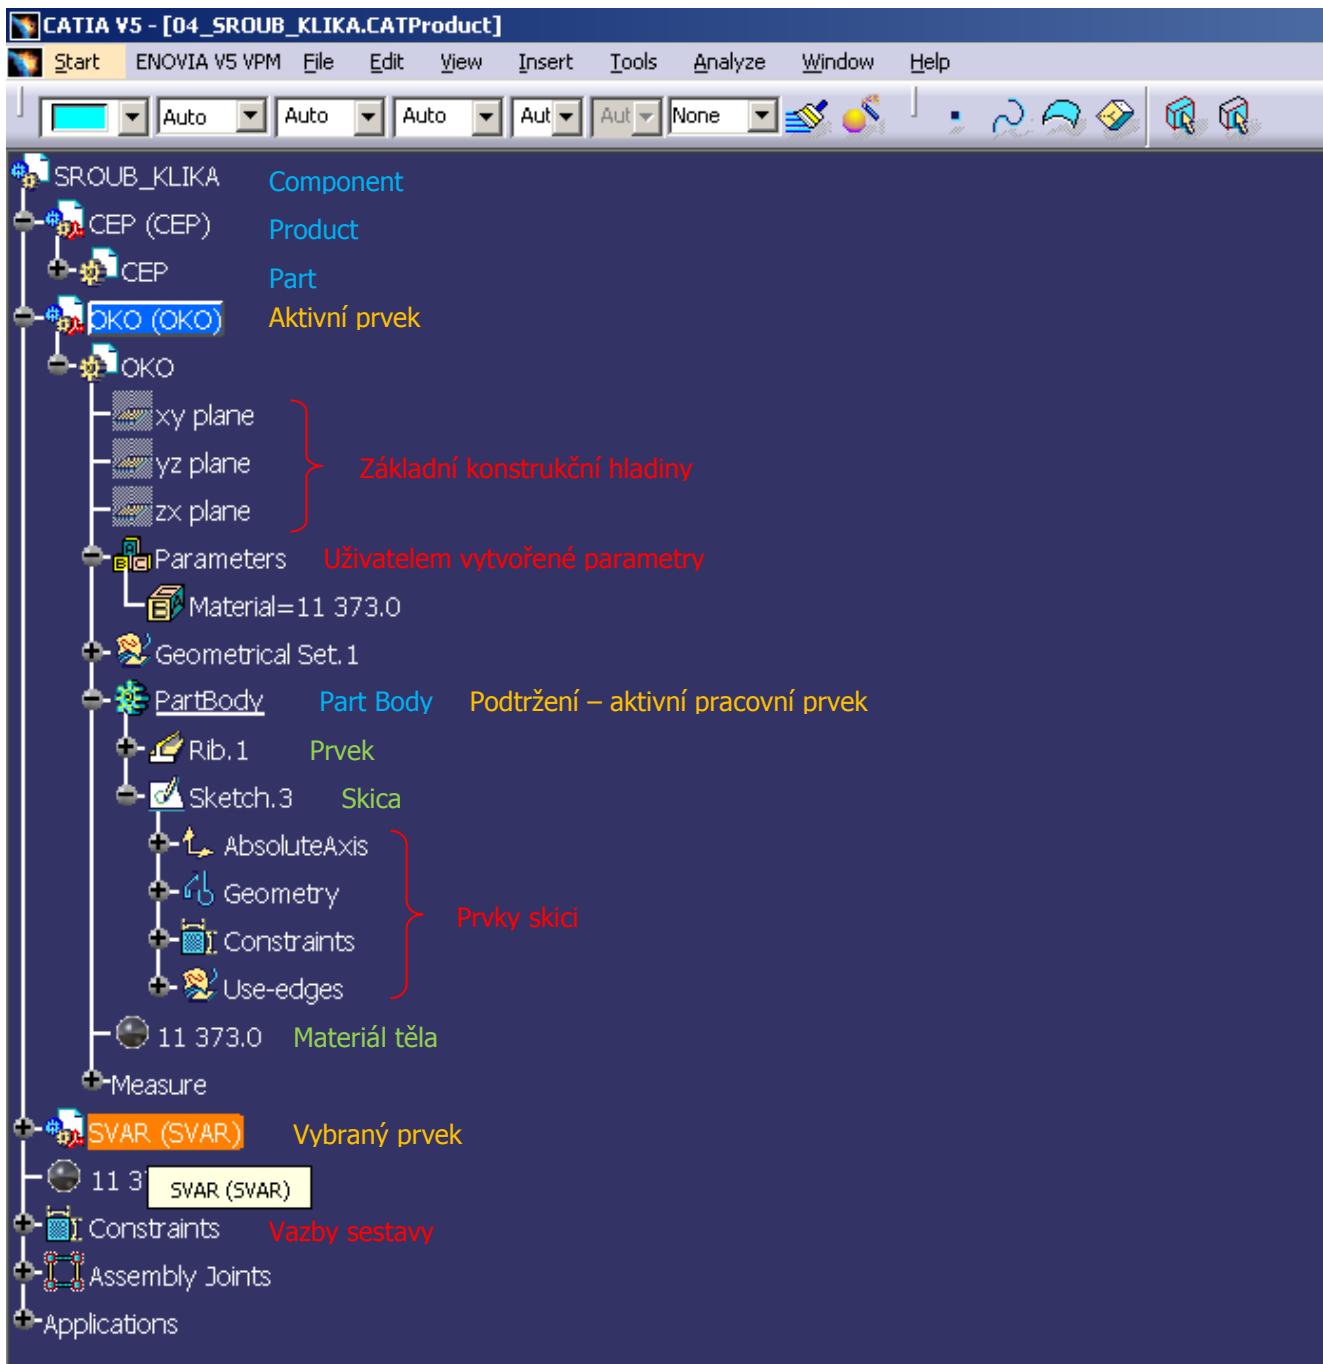 CATIA V5 - [04_SROUB_KLIKA.CATProduct]
Start ENOVIA V5 VPM File Edit View Insert Tools Analyze Window Help
Auto Auto Auto Aut Aut None
SROUB_KLIKA Component
CEP (CEP) Product
CEP Part
OKO (OKO) Aktivní prvek
OKO
xy plane
yz plane Základní konstrukční hladiny
zx plane
Parameters Uživatelem vytvořené parametry
Material=11 373.0
Geometrical Set.1
PartBody Part Body Podtržení – aktivní pracovní prvek
Rib.1 Prvek
Sketch.3 Skica
AbsoluteAxis
Geometry
Prvky skici
Constraints
Use-edges
11 373.0 Materiál těla
Measure
SVAR (SVAR) Vybraný prvek
11 3
SVAR (SVAR)
Constraints Vazby sestavy
Assembly Joints
Applications